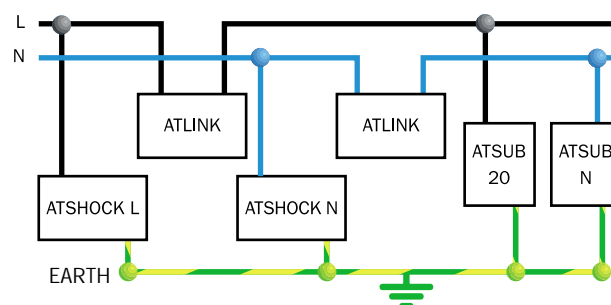 L
N
ATLINK
ATLINK
ATSUB
20
ATSUB
N
ATSHOCK L
ATSHOCK N
EARTH